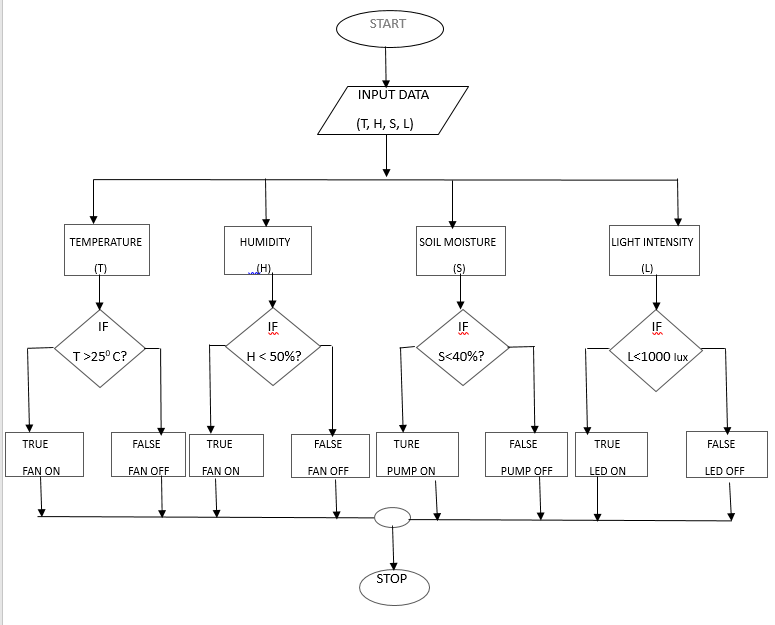 START
INPUT DATA
(T, H, S, L)
TEMPERATURE
(T)
HUMIDITY
(H)
SOIL MOISTURE
(S)
LIGHT INTENSITY
(L)
IF
T >25⁰ C?
IF
H < 50%?
IF
S<40%?
IF
L<1000 lux
TRUE
FAN ON
FALSE
FAN OFF
TRUE
FAN ON
FALSE
FAN OFF
TURE
PUMP ON
FALSE
PUMP OFF
TRUE
LED ON
FALSE
LED OFF
STOP